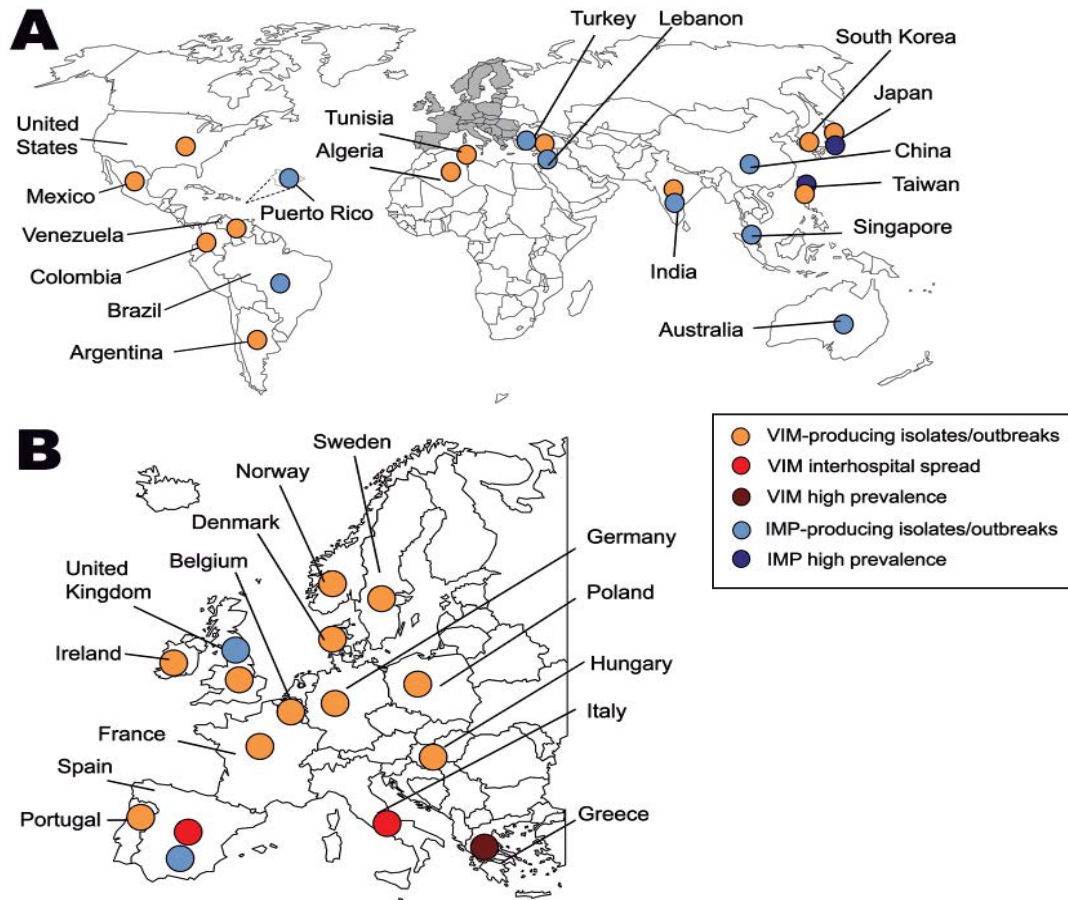 A
Turkey
Lebanon
South Korea
Japan
United
States
Tunisia
Algeria
China
Mexico
Puerto Rico
Taiwan
Venezuela
Singapore
Colombia
India
Brazil
Australia
Argentina
B
Sweden
Norway
Denmark
Germany
Belgium
United
Kingdom
Poland
Ireland
Hungary
Italy
France
Spain
Portugal
Greece
VIM-producing isolates/outbreaks
VIM interhospital spread
VIM high prevalence
IMP-producing isolates/outbreaks
IMP high prevalence